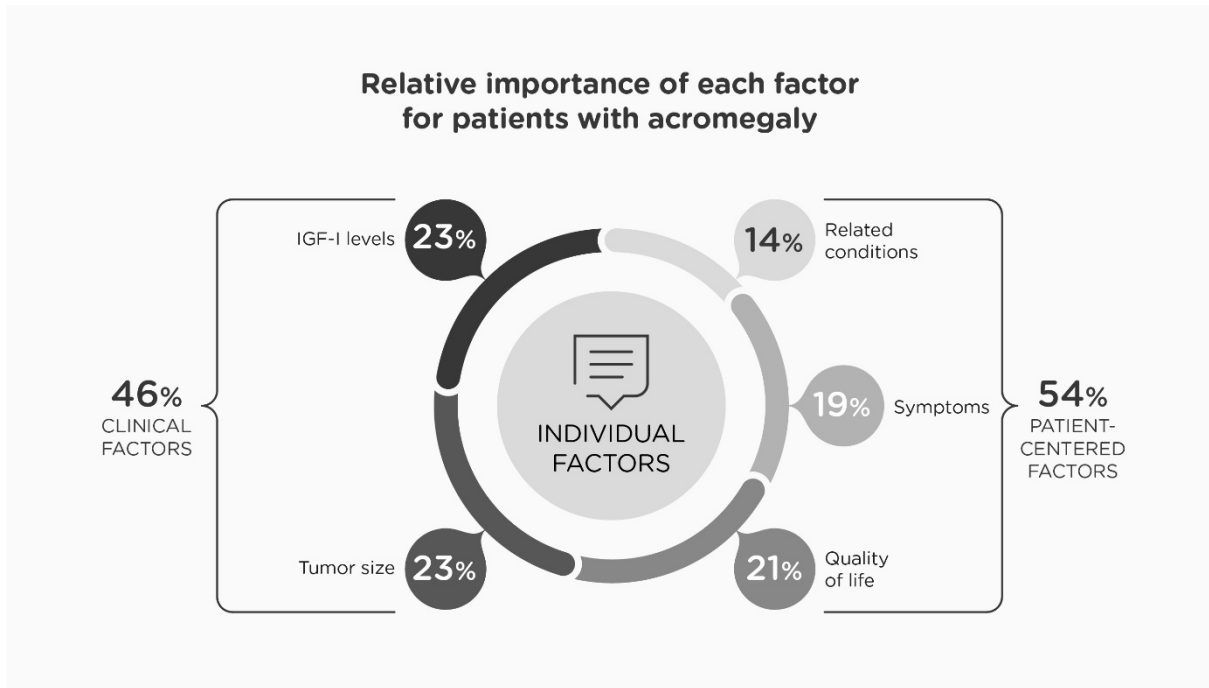 Relative importance of each factor
for patients with acromegaly
IGF-I levels
23%
14%
Related
conditions
46%
CLINICAL
FACTORS
INDIVIDUAL
FACTORS
19%
Symptoms
54%
PATIENT-
CENTERED
FACTORS
Tumor size
23%
21%
Quality
of life